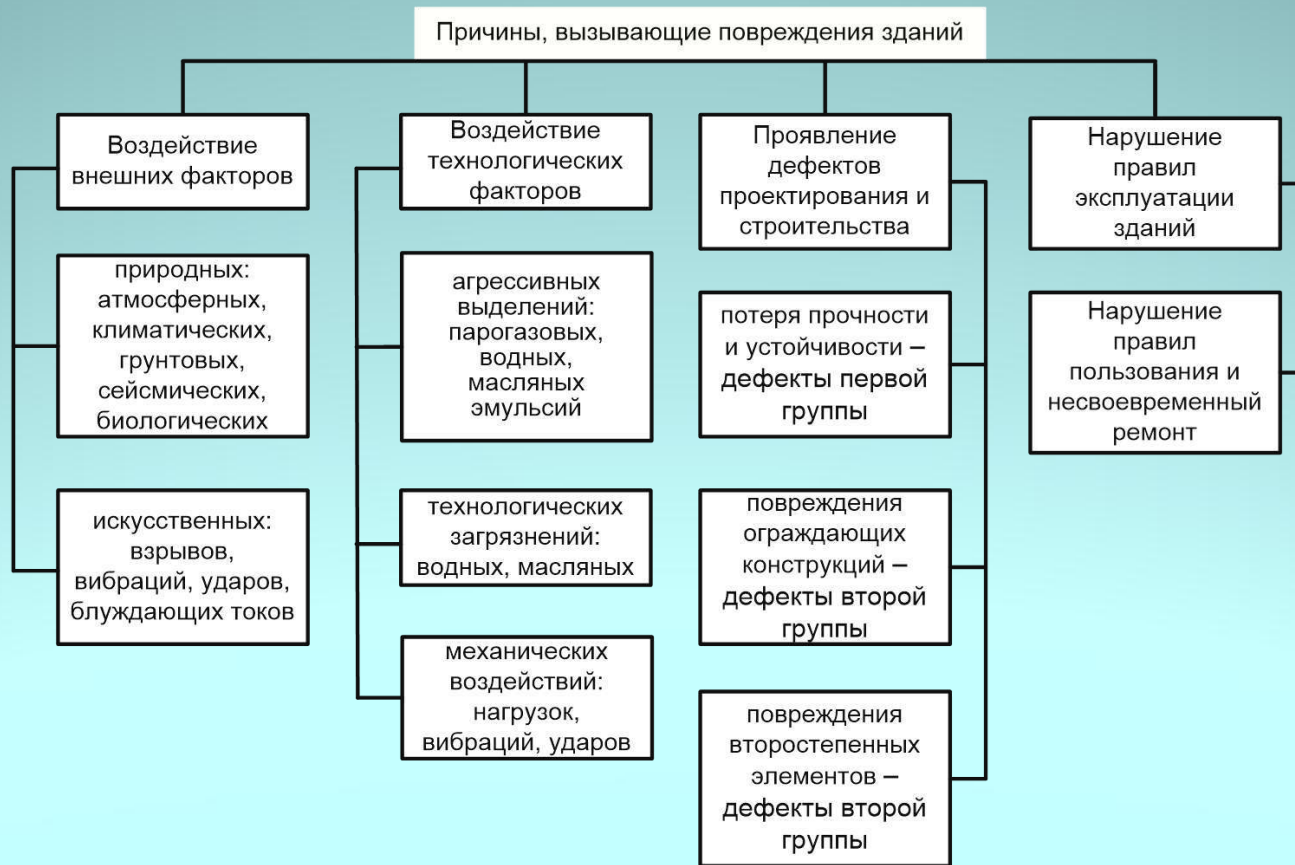 Причины, вызывающие повреждения зданий
Воздействие
внешних факторов
природных:
атмосферных,
климатических,
грунтовых,
сейсмических,
биологических
искусственных:
взрывов,
вибраций, ударов,
блуждающих токов
Воздействие
технологических
факторов
агрессивных
выделений:
парогазовых,
водных,
масляных
эмульсий
технологических
загрязнений:
водных, масляных
механических
воздействий:
нагрузок,
вибраций, ударов
Проявление
дефектов
проектирования и
строительства
потеря прочности
и устойчивости –
дефекты первой
группы
повреждения
ограждающих
конструкций –
дефекты второй
группы
повреждения
второстепенных
элементов –
дефекты второй
группы
Нарушение
правил
эксплуатации
зданий
Нарушение
правил
пользования и
несвоевременный
ремонт